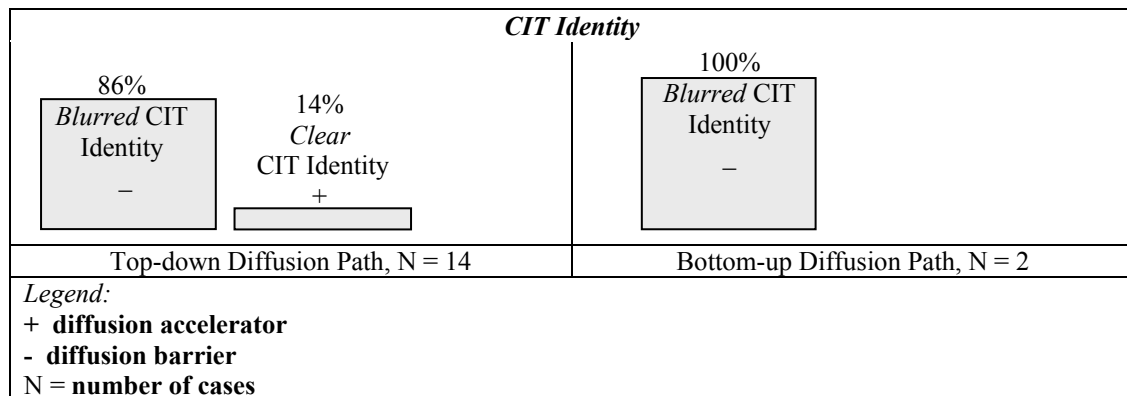 CIT Identity
86%
Blurred CIT
Identity
–
14%
Clear
CIT Identity
+
100%
Blurred CIT
Identity
–
Top-down Diffusion Path, N = 14
Bottom-up Diffusion Path, N = 2
Legend:
+ diffusion accelerator
- diffusion barrier
N = number of cases